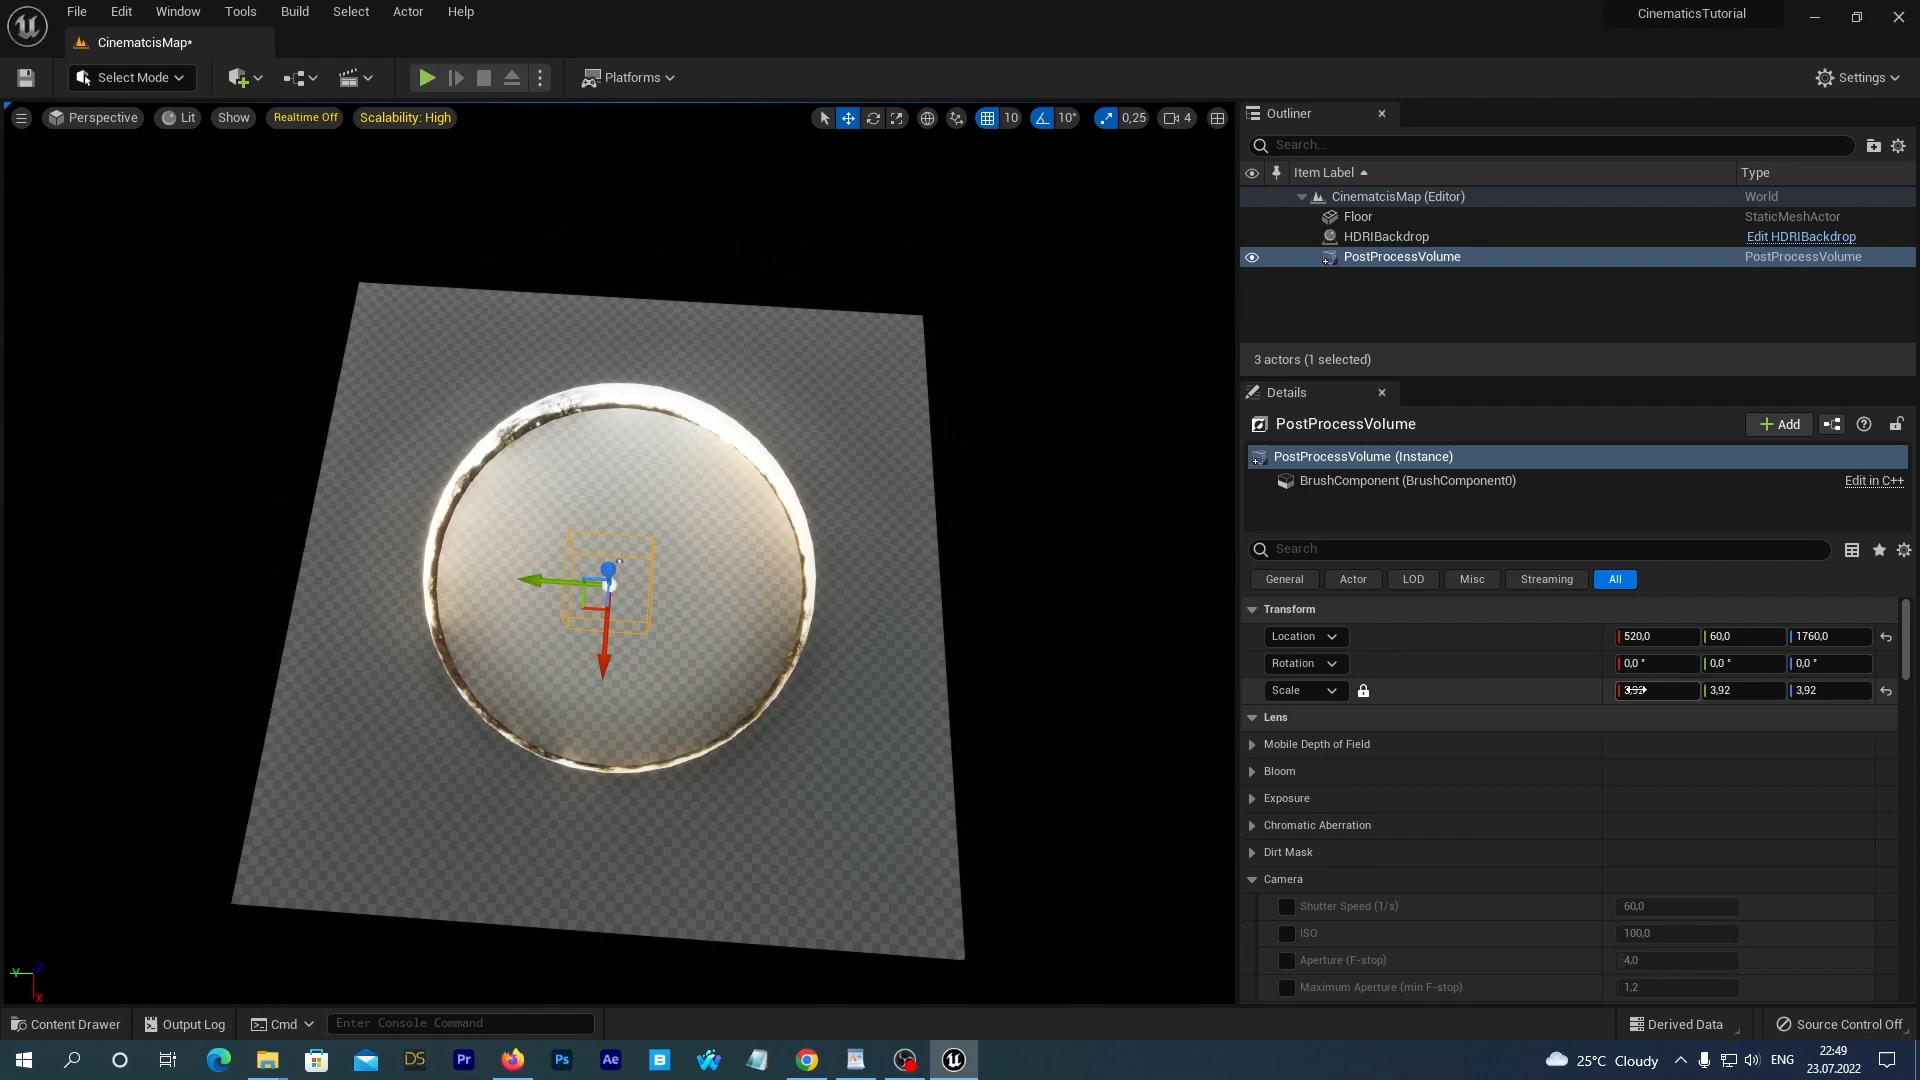 File Edit Window Tools Build Select Actor Help
CinematicsTutorial
CinematcisMap*
Select Mode
Platforms
Settings
Perspective Lit Show Realtime Off Scalability: High
10 10° 0,25 4
Outliner
Search...
Item Label Type
CinematcisMap (Editor) World
Floor StaticMeshActor
HDRIBackdrop Edit HDRIBackdrop
PostProcessVolume PostProcessVolume
3 actors (1 selected)
Details
PostProcessVolume
Add
PostProcessVolume (Instance)
BrushComponent (BrushComponent0) Edit in C++
Search
General Actor LOD Misc Streaming All
Transform
Location 520,0 60,0 1760,0
Rotation 0,0 ° 0,0 ° 0,0 °
Scale 3,92 3,92 3,92
Lens
Mobile Depth of Field
Bloom
Exposure
Chromatic Aberration
Dirt Mask
Camera
Shutter Speed (1/s) 60,0
ISO 100,0
Aperture (F-stop) 4,0
Maximum Aperture (min F-stop) 1,2
Y Z
X
Content Drawer Output Log Cmd Enter Console Command Derived Data Source Control Off
DS Pr Ps Ae
25°C Cloudy ENG 22:49
23.07.2022